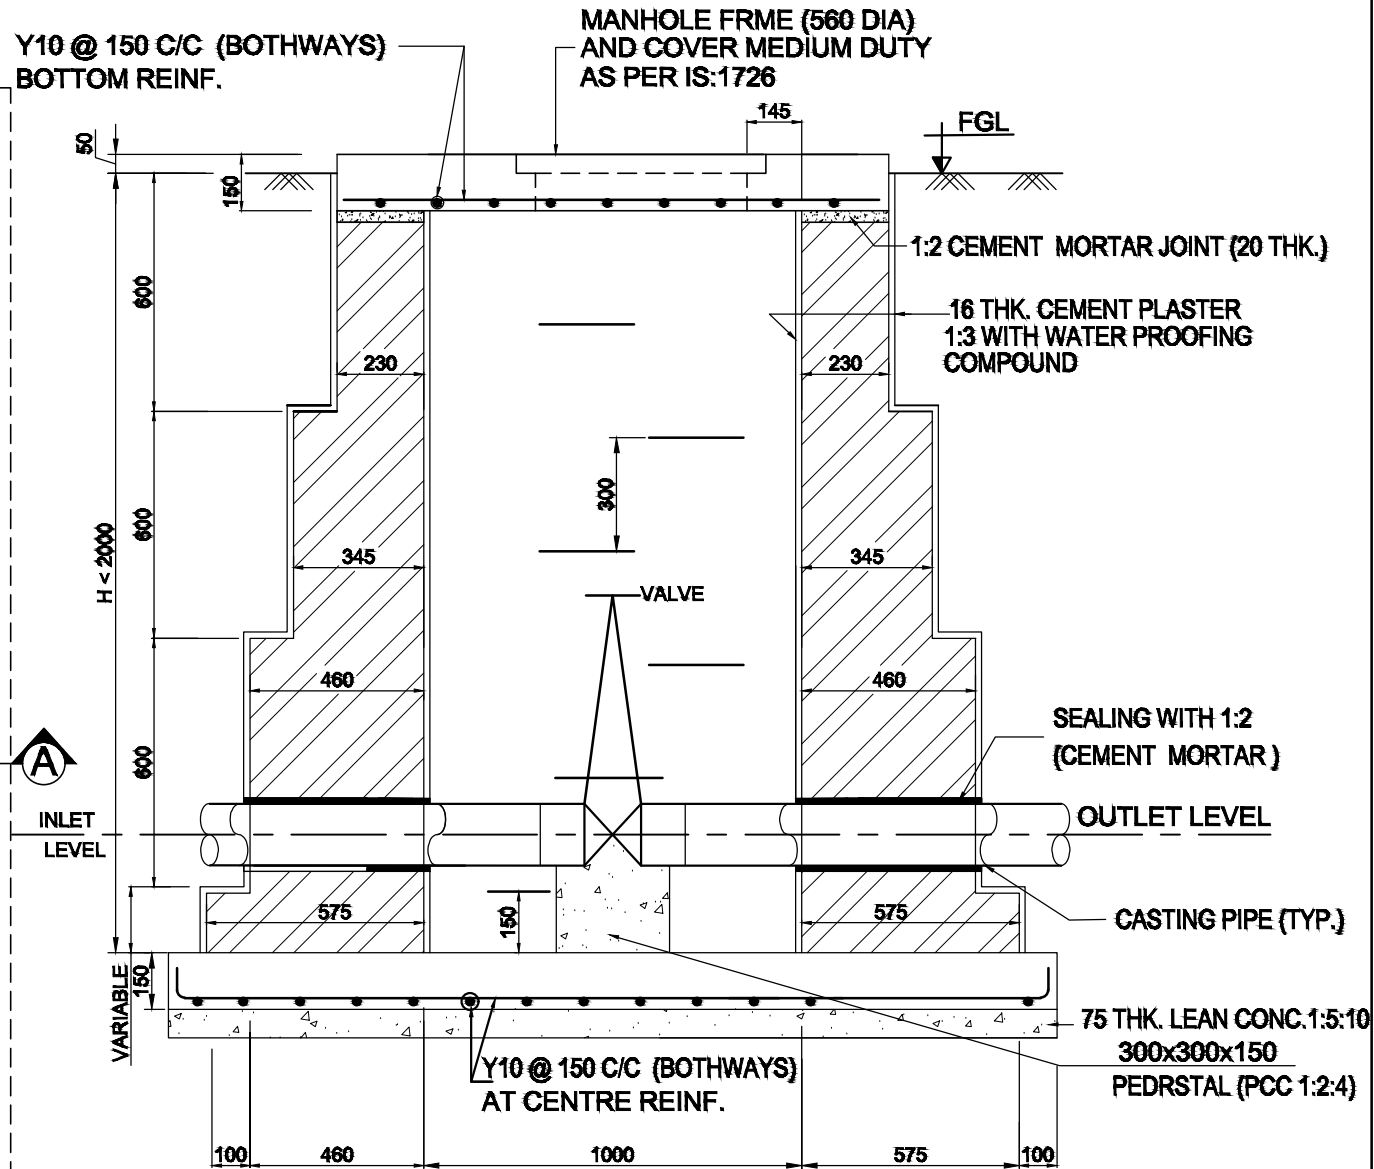 MANHOLE FRME (560 DIA)
AND COVER MEDIUM DUTY
AS PER IS:1726
Y10 @ 150 C/C (BOTHWAYS)
BOTTOM REINF.
145
FGL
50
150
1:2 CEMENT MORTAR JOINT (20 THK.)
600
16 THK. CEMENT PLASTER
1:3 WITH WATER PROOFING
COMPOUND
230
230
300
600
H < 2000
345
345
VALVE
460
460
SEALING WITH 1:2
(CEMENT MORTAR )
A
600
INLET
LEVEL
OUTLET LEVEL
575
150
575
CASTING PIPE (TYP.)
VARIABLE
150
75 THK. LEAN CONC.1:5:10
300x300x150
PEDRSTAL (PCC 1:2:4)
Y10 @ 150 C/C (BOTHWAYS)
AT CENTRE REINF.
100
460
1000
575
100